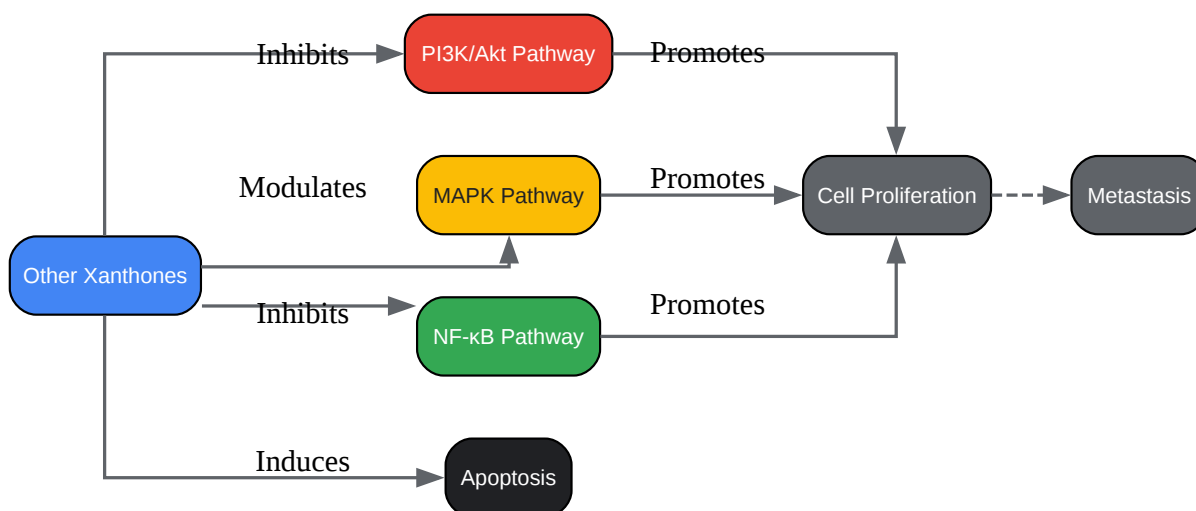 Inhibits
PI3K/Akt Pathway
Promotes
Modulates
MAPK Pathway
Promotes
Cell Proliferation
Metastasis
Other Xanthones
Inhibits
NF-κB Pathway
Promotes
Induces
Apoptosis